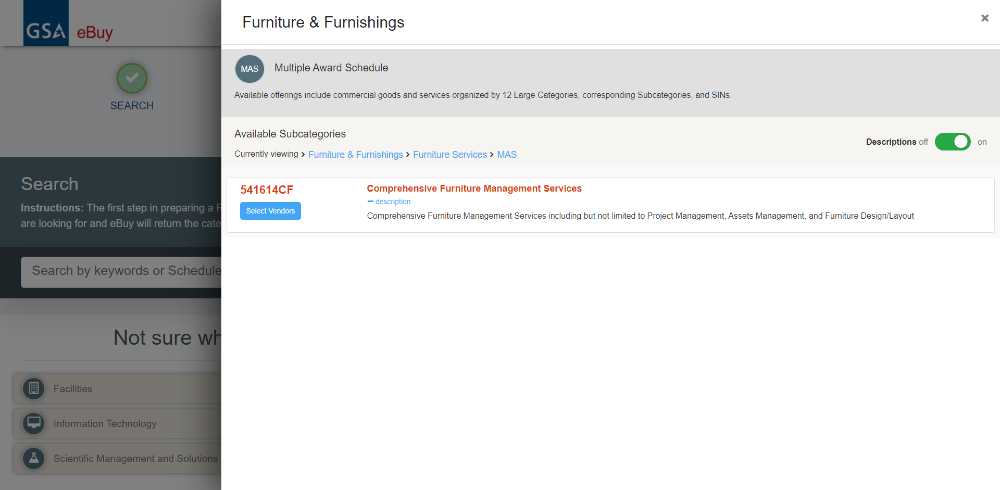 GSA eBuy
SEARCH
Search
Instructions: The first step in preparing a R
are looking for and eBuy will return the cate
Search by keywords or Schedule
Not sure wh
Facilities
Information Technology
Scientific Management and Solutions
Furniture & Furnishings
MAS Multiple Award Schedule
Available offerings include commercial goods and services organized by 12 Large Categories, corresponding Subcategories, and SINs.
Available Subcategories
Descriptions off on
Currently viewing > Furniture & Furnishings > Furniture Services > MAS
541614CF
Select Vendors
Comprehensive Furniture Management Services
description
Comprehensive Furniture Management Services including but not limited to Project Management, Assets Management, and Furniture Design/Layout